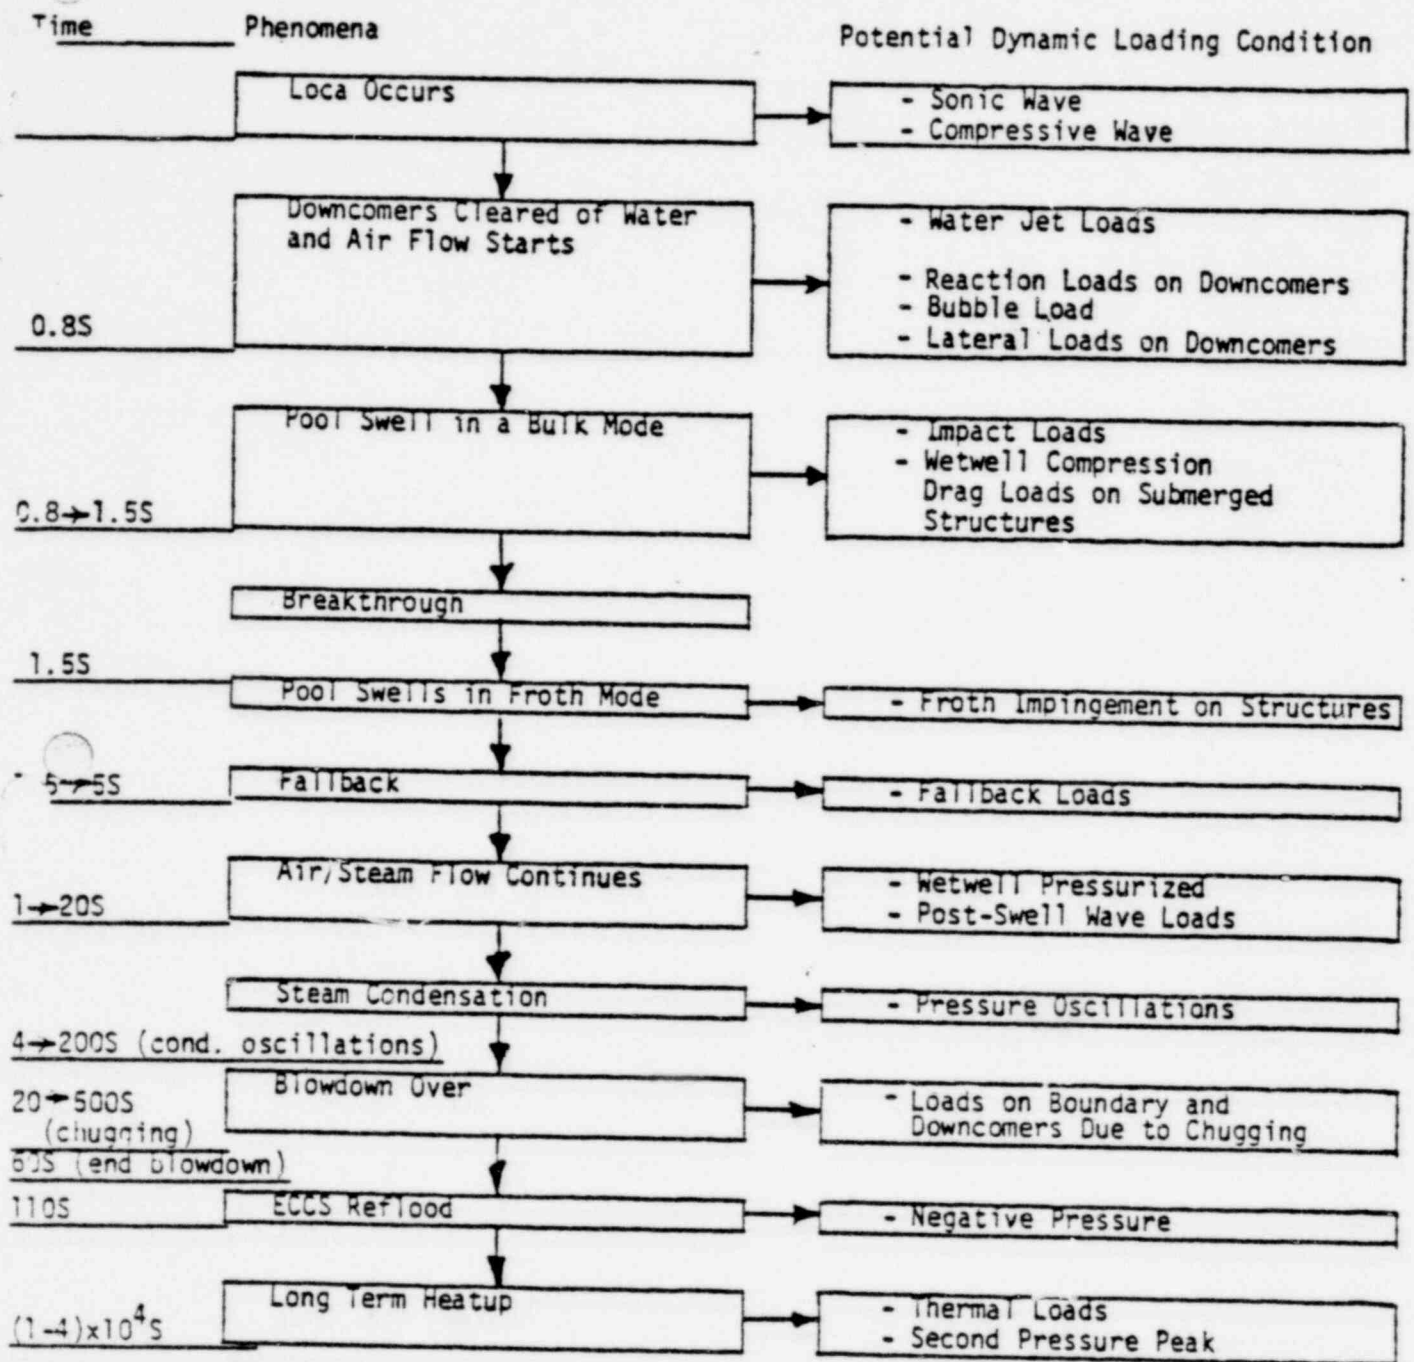 Time Phenomena Potential Dynamic Loading Condition
Loca Occurs
- Sonic Wave
- Compressive Wave
Downcomers Cleared of Water
and Air Flow Starts
- Water Jet Loads
- Reaction Loads on Downcomers
- Bubble Load
- Lateral Loads on Downcomers
0.8S
Pool Swell in a Bulk Mode
- Impact Loads
- Wetwell Compression
Drag Loads on Submerged
Structures
0.8→1.5S
Breakthrough
1.5S
Pool Swells in Froth Mode
- Froth Impingement on Structures
5→5S
Fallback
- Fallback Loads
Air/Steam Flow Continues
- Wetwell Pressurized
- Post-Swell Wave Loads
1→20S
Steam Condensation
- Pressure Oscillations
4→200S (cond. oscillations)
Blowdown Over
- Loads on Boundary and
Downcomers Due to Chugging
20→500S
(chugging)
60S (end blowdown)
110S
ECCS Reflood
- Negative Pressure
Long Term Heatup
- Thermal Loads
- Second Pressure Peak
(1-4)x10⁴S